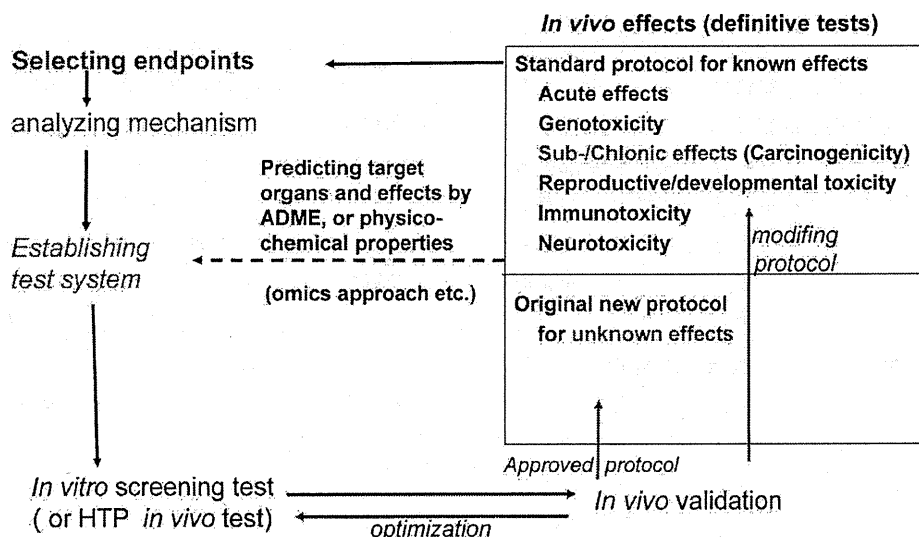 In vivo effects (definitive tests)
Selecting endpoints
analyzing mechanism
Establishing
test system
In vitro screening test
( or HTP in vivo test)
Predicting target
organs and effects by
ADME, or physico-
chemical properties
(omics approach etc.)
Standard protocol for known effects
Acute effects
Genotoxicity
Sub-/Chlonic effects (Carcinogenicity)
Reproductive/developmental toxicity
Immunotoxicity
Neurotoxicity
modifing
protocol
Original new protocol
for unknown effects
Approved protocol
In vivo validation
optimization